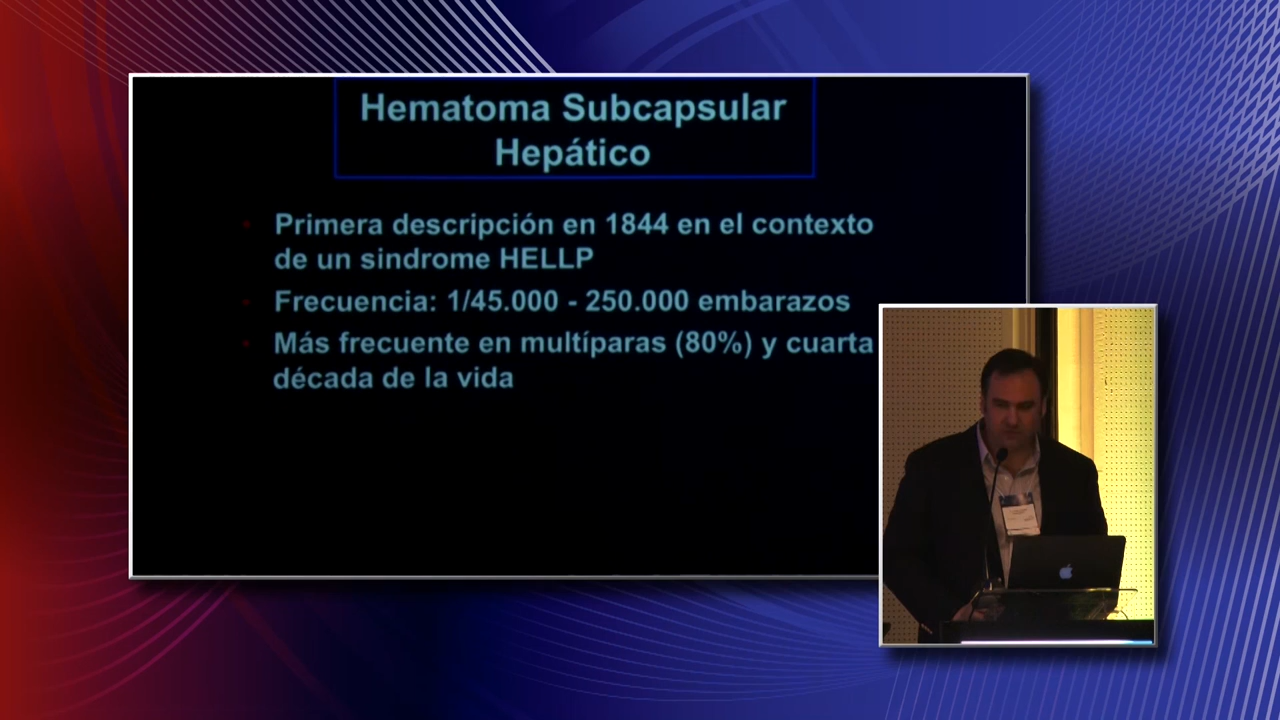 Hematoma Subcapsular
Hepático
Primera descripción en 1844 en el contexto
de un sindrome HELLP
Frecuencia: 1/45.000 - 250.000 embarazos
Más frecuente en multíparas (80%) y cuarta
década de la vida